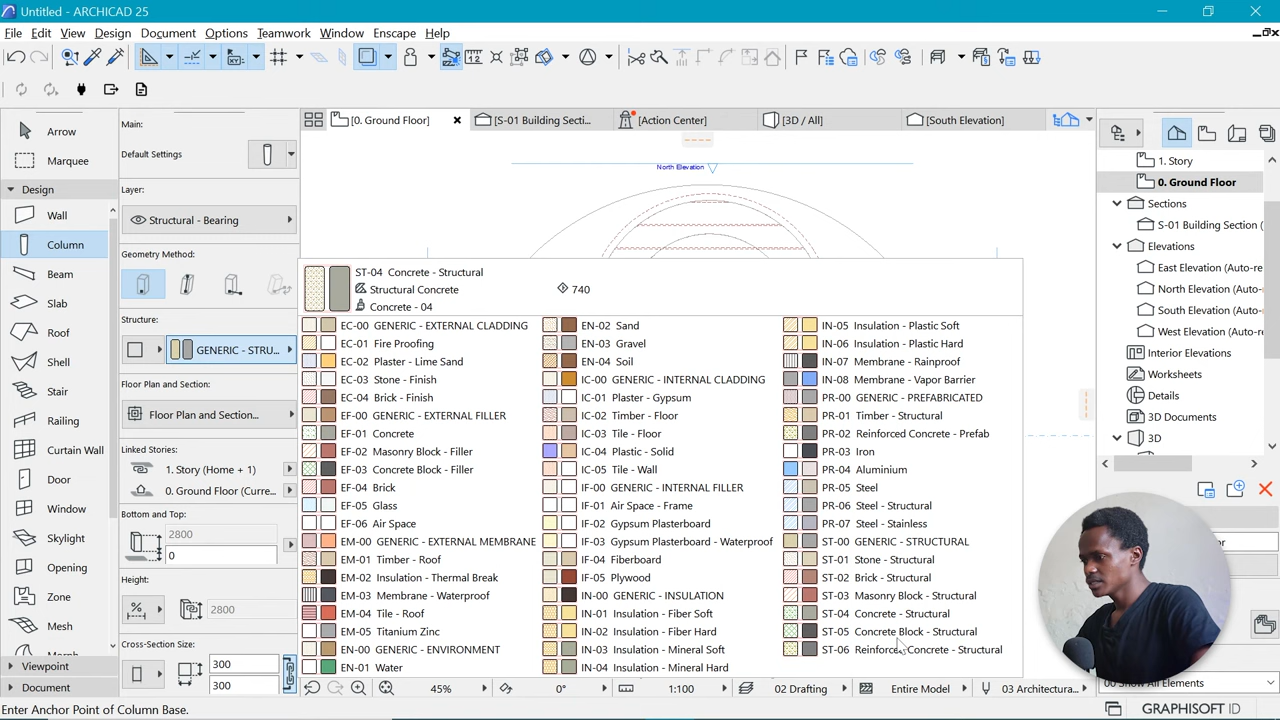 Untitled - ARCHICAD 25
File Edit View Design Document Options Teamwork Window Enscape Help
Main:
Default Settings
Layer:
Structural - Bearing
Geometry Method:
Structure:
GENERIC - STRU...
Floor Plan and Section:
Floor Plan and Section...
Linked Stories:
1. Story (Home + 1)
0. Ground Floor (Curre...
Bottom and Top:
2800
0
Height:
2800
Cross-Section Size:
300
300
Arrow
Marquee
Design
Wall
Column
Beam
Slab
Roof
Shell
Stair
Railing
Curtain Wall
Door
Window
Skylight
Opening
Zone
Mesh
Viewpoint
Document
[0. Ground Floor]
[S-01 Building Secti...
[Action Center]
[3D / All]
[South Elevation]
North Elevation
ST-04 Concrete - Structural
Structural Concrete
Concrete - 04
740
EC-00 GENERIC - EXTERNAL CLADDING
EC-01 Fire Proofing
EC-02 Plaster - Lime Sand
EC-03 Stone - Finish
EC-04 Brick - Finish
EF-00 GENERIC - EXTERNAL FILLER
EF-01 Concrete
EF-02 Masonry Block - Filler
EF-03 Concrete Block - Filler
EF-04 Brick
EF-05 Glass
EF-06 Air Space
EM-00 GENERIC - EXTERNAL MEMBRANE
EM-01 Timber - Roof
EM-02 Insulation - Thermal Break
EM-03 Membrane - Waterproof
EM-04 Tile - Roof
EM-05 Titanium Zinc
EN-00 GENERIC - ENVIRONMENT
EN-01 Water
EN-02 Sand
EN-03 Gravel
EN-04 Soil
IC-00 GENERIC - INTERNAL CLADDING
IC-01 Plaster - Gypsum
IC-02 Timber - Floor
IC-03 Tile - Floor
IC-04 Plastic - Solid
IC-05 Tile - Wall
IF-00 GENERIC - INTERNAL FILLER
IF-01 Air Space - Frame
IF-02 Gypsum Plasterboard
IF-03 Gypsum Plasterboard - Waterproof
IF-04 Fiberboard
IF-05 Plywood
IN-00 GENERIC - INSULATION
IN-01 Insulation - Fiber Soft
IN-02 Insulation - Fiber Hard
IN-03 Insulation - Mineral Soft
IN-04 Insulation - Mineral Hard
IN-05 Insulation - Plastic Soft
IN-06 Insulation - Plastic Hard
IN-07 Membrane - Rainproof
IN-08 Membrane - Vapor Barrier
PR-00 GENERIC - PREFABRICATED
PR-01 Timber - Structural
PR-02 Reinforced Concrete - Prefab
PR-03 Iron
PR-04 Aluminium
PR-05 Steel
PR-06 Steel - Structural
PR-07 Steel - Stainless
ST-00 GENERIC - STRUCTURAL
ST-01 Stone - Structural
ST-02 Brick - Structural
ST-03 Masonry Block - Structural
ST-04 Concrete - Structural
ST-05 Concrete Block - Structural
ST-06 Reinforced Concrete - Structural
1. Story
0. Ground Floor
Sections
S-01 Building Section (
Elevations
East Elevation (Auto-re
North Elevation (Auto-
South Elevation (Auto-
West Elevation (Auto-re
Interior Elevations
Worksheets
Details
3D Documents
3D
45%
0°
1:100
02 Drafting
Entire Model
03 Architectura...
Enter Anchor Point of Column Base.
GRAPHISOFT ID